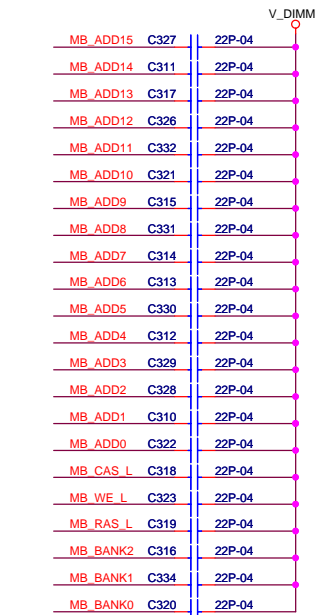 V_DIMM
MB_ADD15 C327 22P-04
MB_ADD14 C311 22P-04
MB_ADD13 C317 22P-04
MB_ADD12 C326 22P-04
MB_ADD11 C332 22P-04
MB_ADD10 C321 22P-04
MB_ADD9 C315 22P-04
MB_ADD8 C331 22P-04
MB_ADD7 C314 22P-04
MB_ADD6 C313 22P-04
MB_ADD5 C330 22P-04
MB_ADD4 C312 22P-04
MB_ADD3 C329 22P-04
MB_ADD2 C328 22P-04
MB_ADD1 C310 22P-04
MB_ADD0 C322 22P-04
MB_CAS_L C318 22P-04
MB_WE_L C323 22P-04
MB_RAS_L C319 22P-04
MB_BANK2 C316 22P-04
MB_BANK1 C334 22P-04
MB_BANK0 C320 22P-04